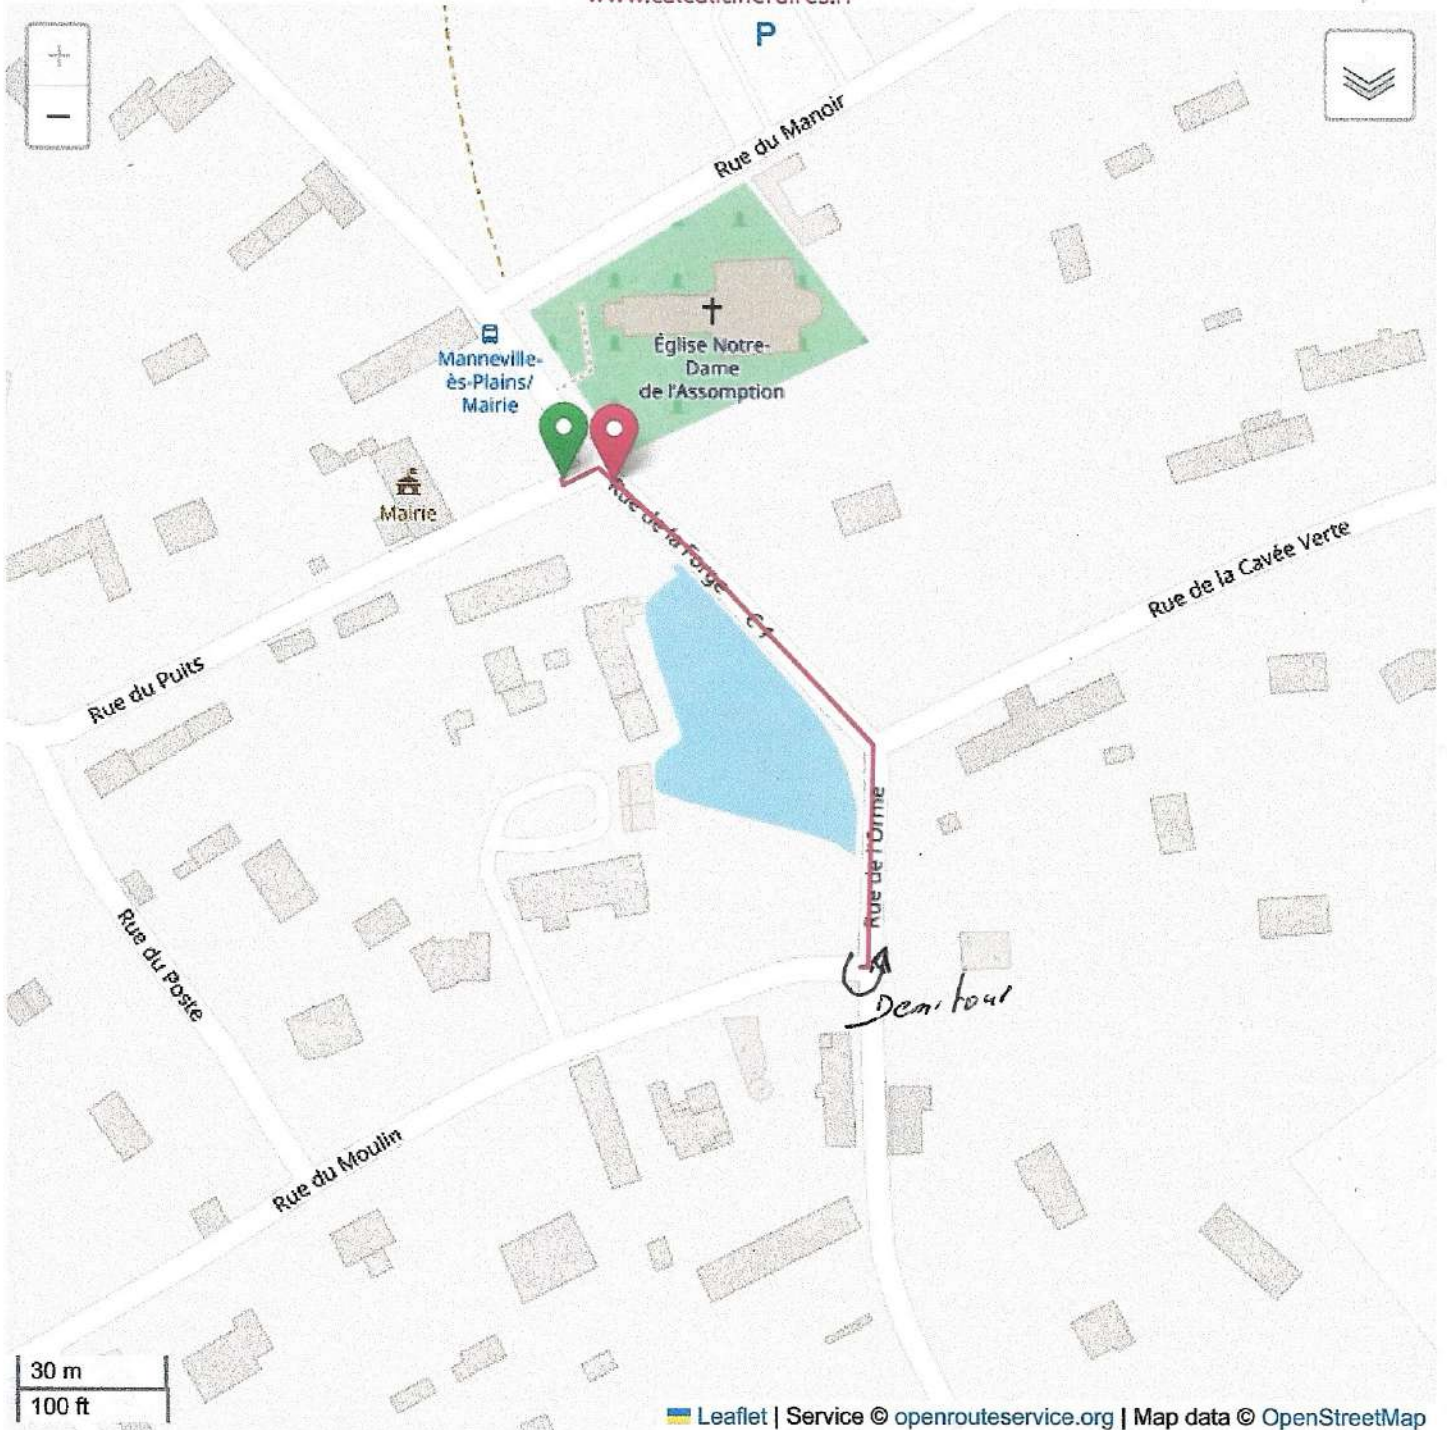 P
+
−
Rue du Manoir
Manneville-
ès-Plains/
Mairie
Église Notre-
Dame
de l'Assomption
Mairie
Rue de la Forge
C 1
Rue de la Cavée Verte
Rue du Puits
Rue de l'Orme
Rue du Poste
Demi tour
Rue du Moulin
30 m
100 ft
Leaflet | Service © openrouteservice.org | Map data © OpenStreetMap